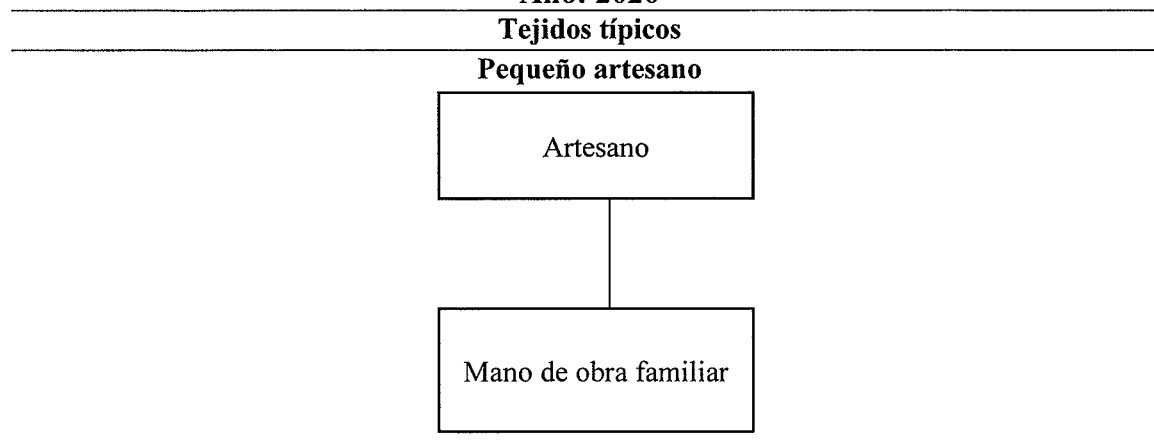 Tejidos típicos
Pequeño artesano
Artesano
Mano de obra familiar